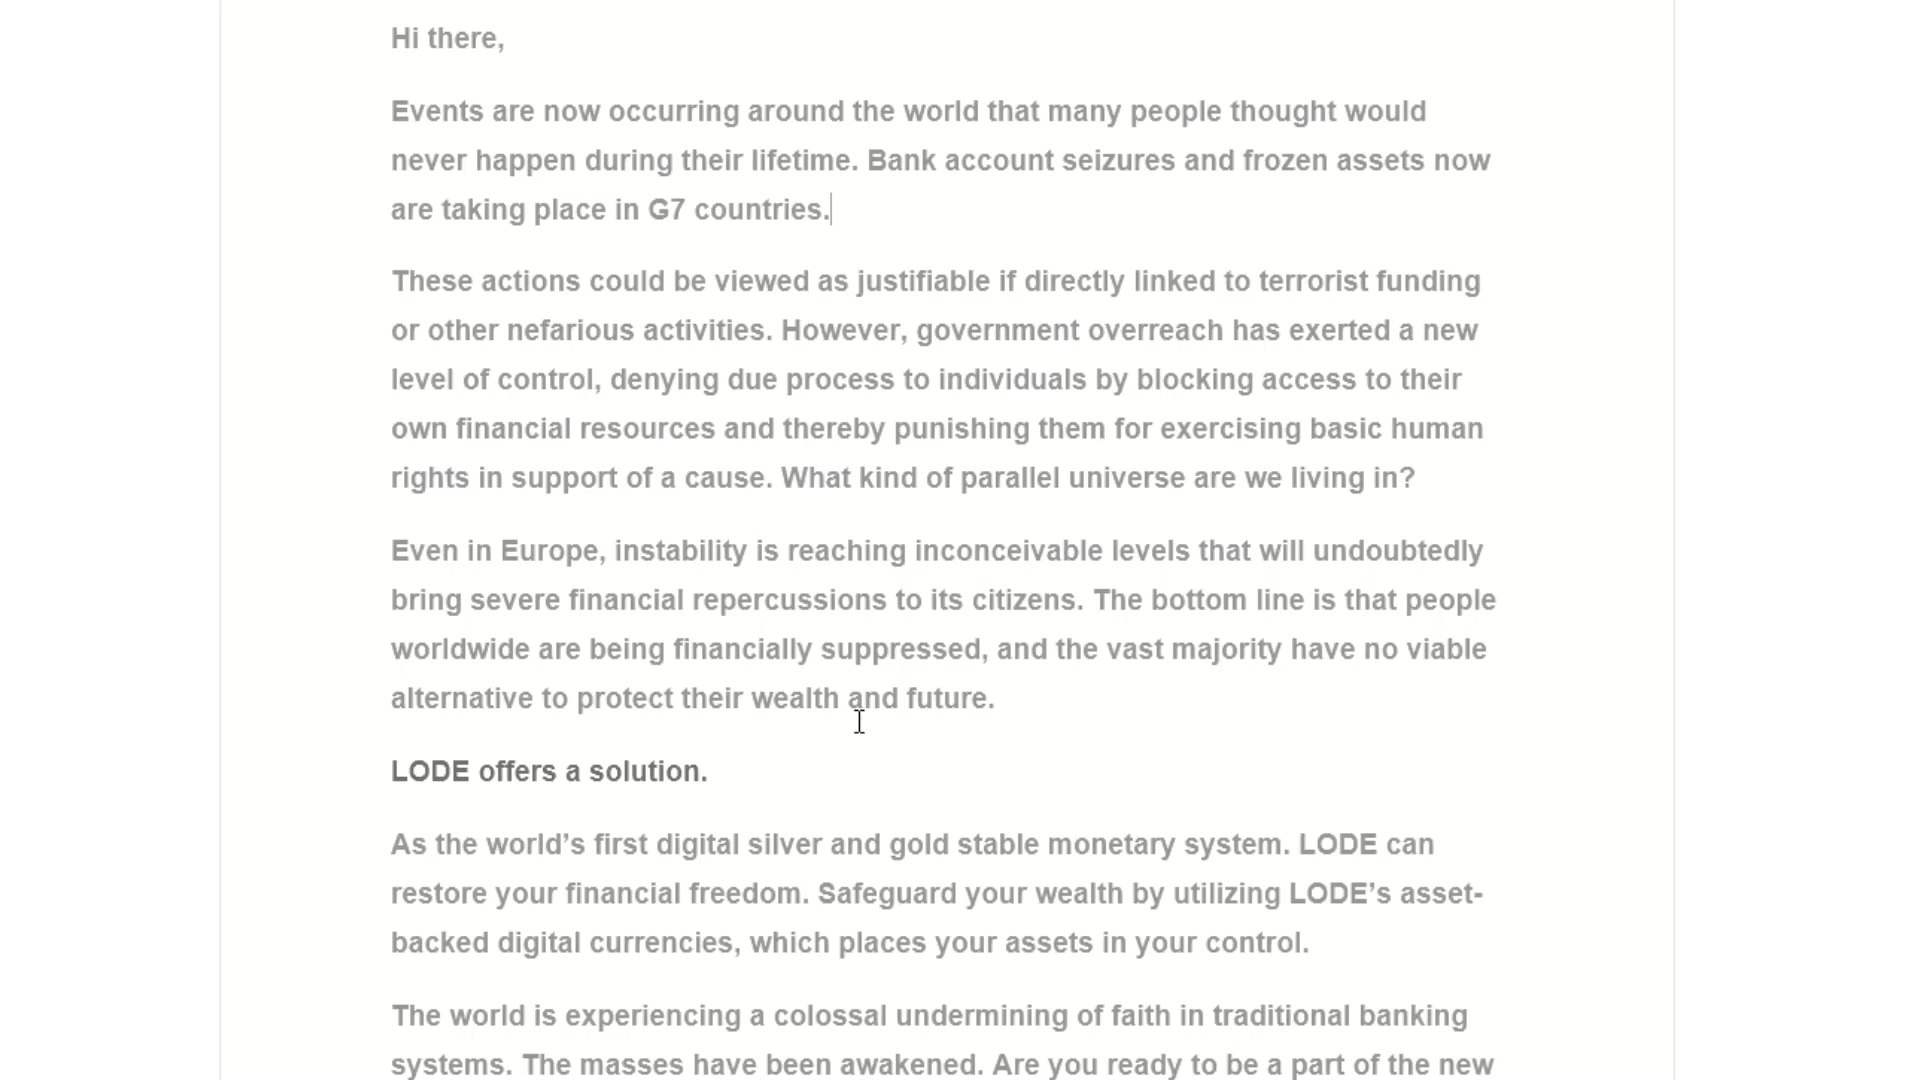 Hi there,
Events are now occurring around the world that many people thought would
never happen during their lifetime. Bank account seizures and frozen assets now
are taking place in G7 countries.
These actions could be viewed as justifiable if directly linked to terrorist funding
or other nefarious activities. However, government overreach has exerted a new
level of control, denying due process to individuals by blocking access to their
own financial resources and thereby punishing them for exercising basic human
rights in support of a cause. What kind of parallel universe are we living in?
Even in Europe, instability is reaching inconceivable levels that will undoubtedly
bring severe financial repercussions to its citizens. The bottom line is that people
worldwide are being financially suppressed, and the vast majority have no viable
alternative to protect their wealth and future.
LODE offers a solution.
As the world’s first digital silver and gold stable monetary system. LODE can
restore your financial freedom. Safeguard your wealth by utilizing LODE’s asset-
backed digital currencies, which places your assets in your control.
The world is experiencing a colossal undermining of faith in traditional banking
systems. The masses have been awakened. Are you ready to be a part of the new